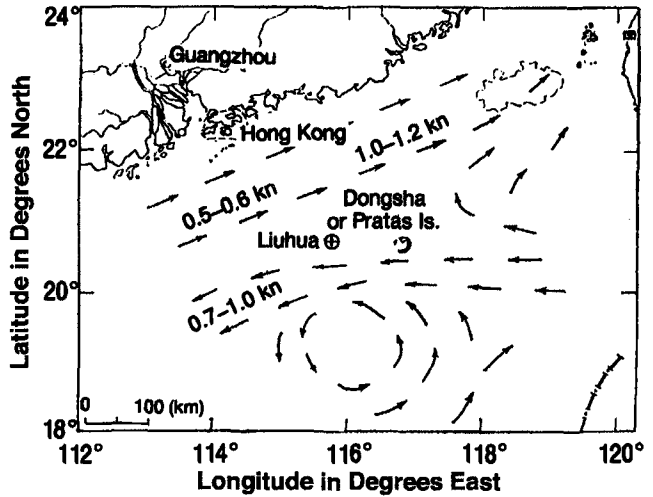 24°
Guangzhou
22°
Hong Kong
1.0–1.2 kn
0.5–0.6 kn
Dongsha
or Pratas Is.
Liuhua
20°
0.7–1.0 kn
0 100 (km)
18°
112° 114° 116° 118° 120°
Longitude in Degrees East
Latitude in Degrees North